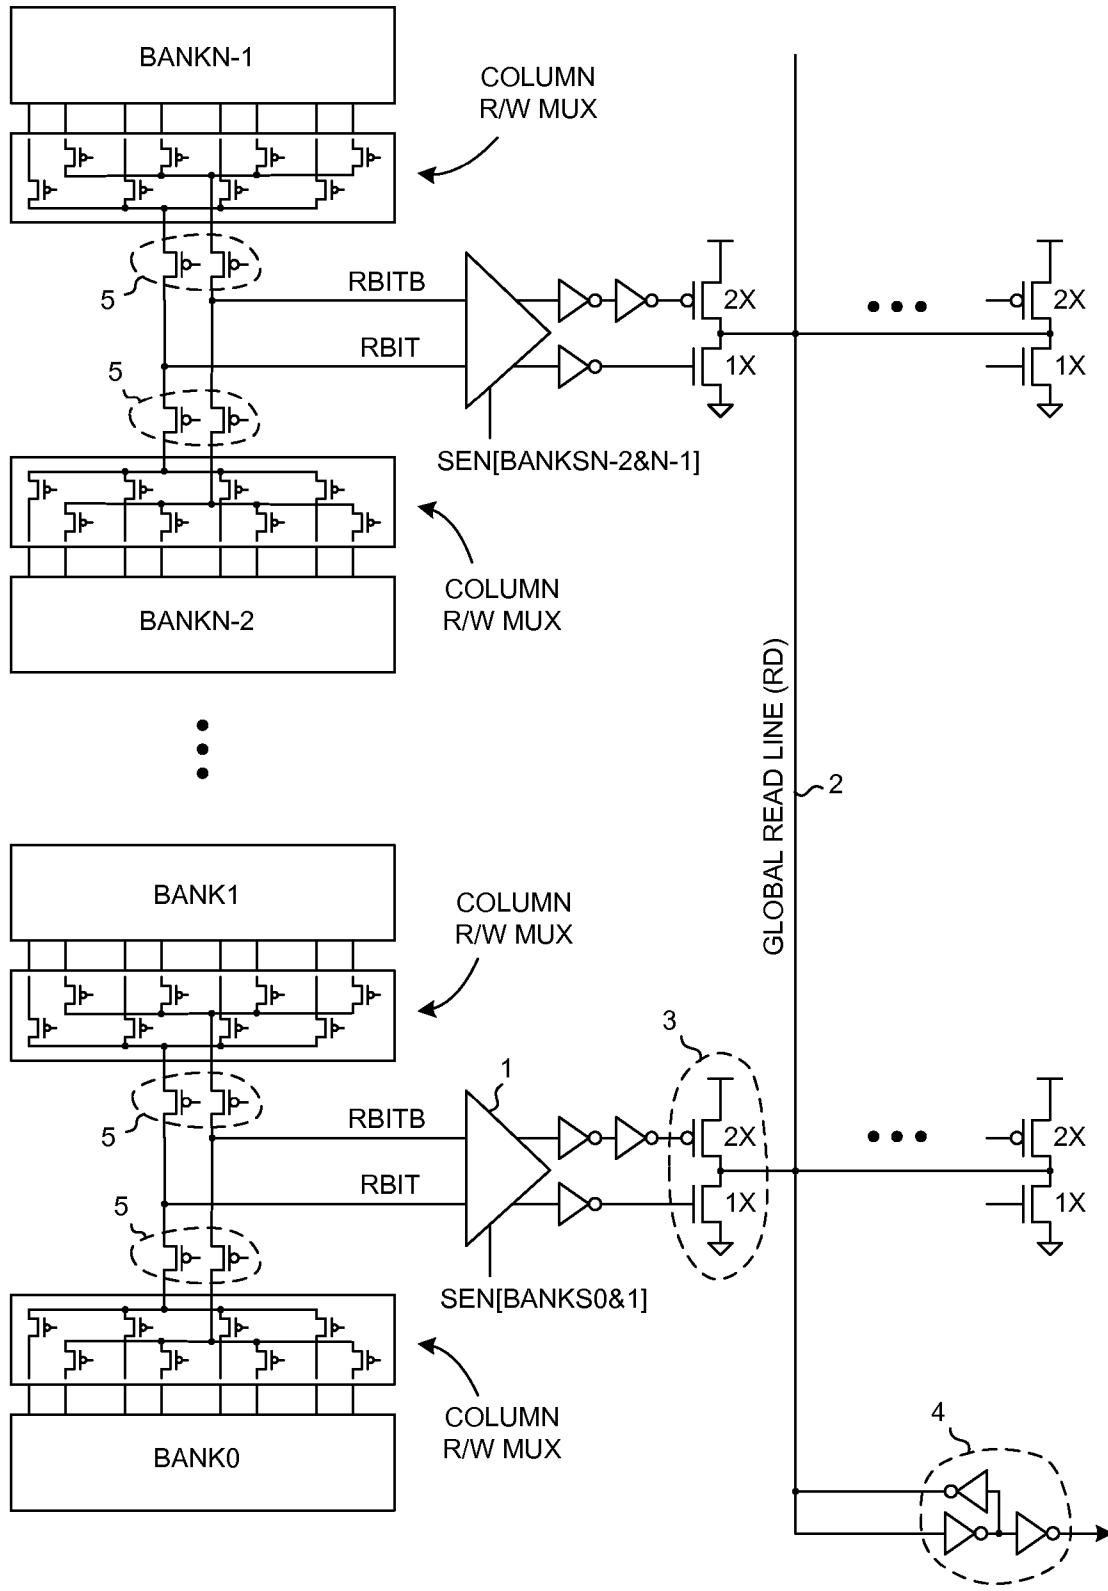 BANKN-1
COLUMN
R/W MUX
5
RBITB
2X
2X
RBIT
1X
1X
5
SEN[BANKSN-2&N-1]
COLUMN
R/W MUX
BANKN-2
GLOBAL READ LINE (RD)
2
BANK1
COLUMN
R/W MUX
3
1
5
RBITB
2X
2X
RBIT
1X
1X
5
SEN[BANKS0&1]
COLUMN
R/W MUX
BANK0
4